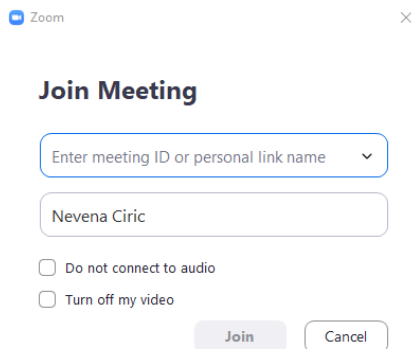 Zoom
Join Meeting
Enter meeting ID or personal link name
Nevena Ciric
Do not connect to audio
Turn off my video
Join Cancel